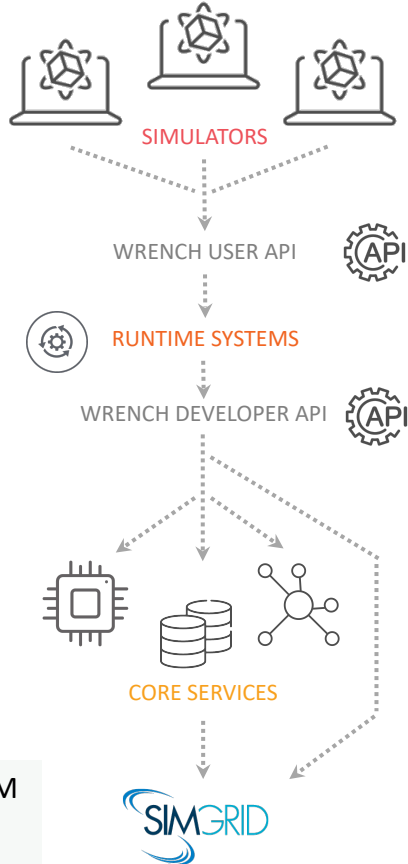 SIMULATORS
WRENCH USER API
API
RUNTIME SYSTEMS
WRENCH DEVELOPER API
API
CORE SERVICES
M
SIMGRID